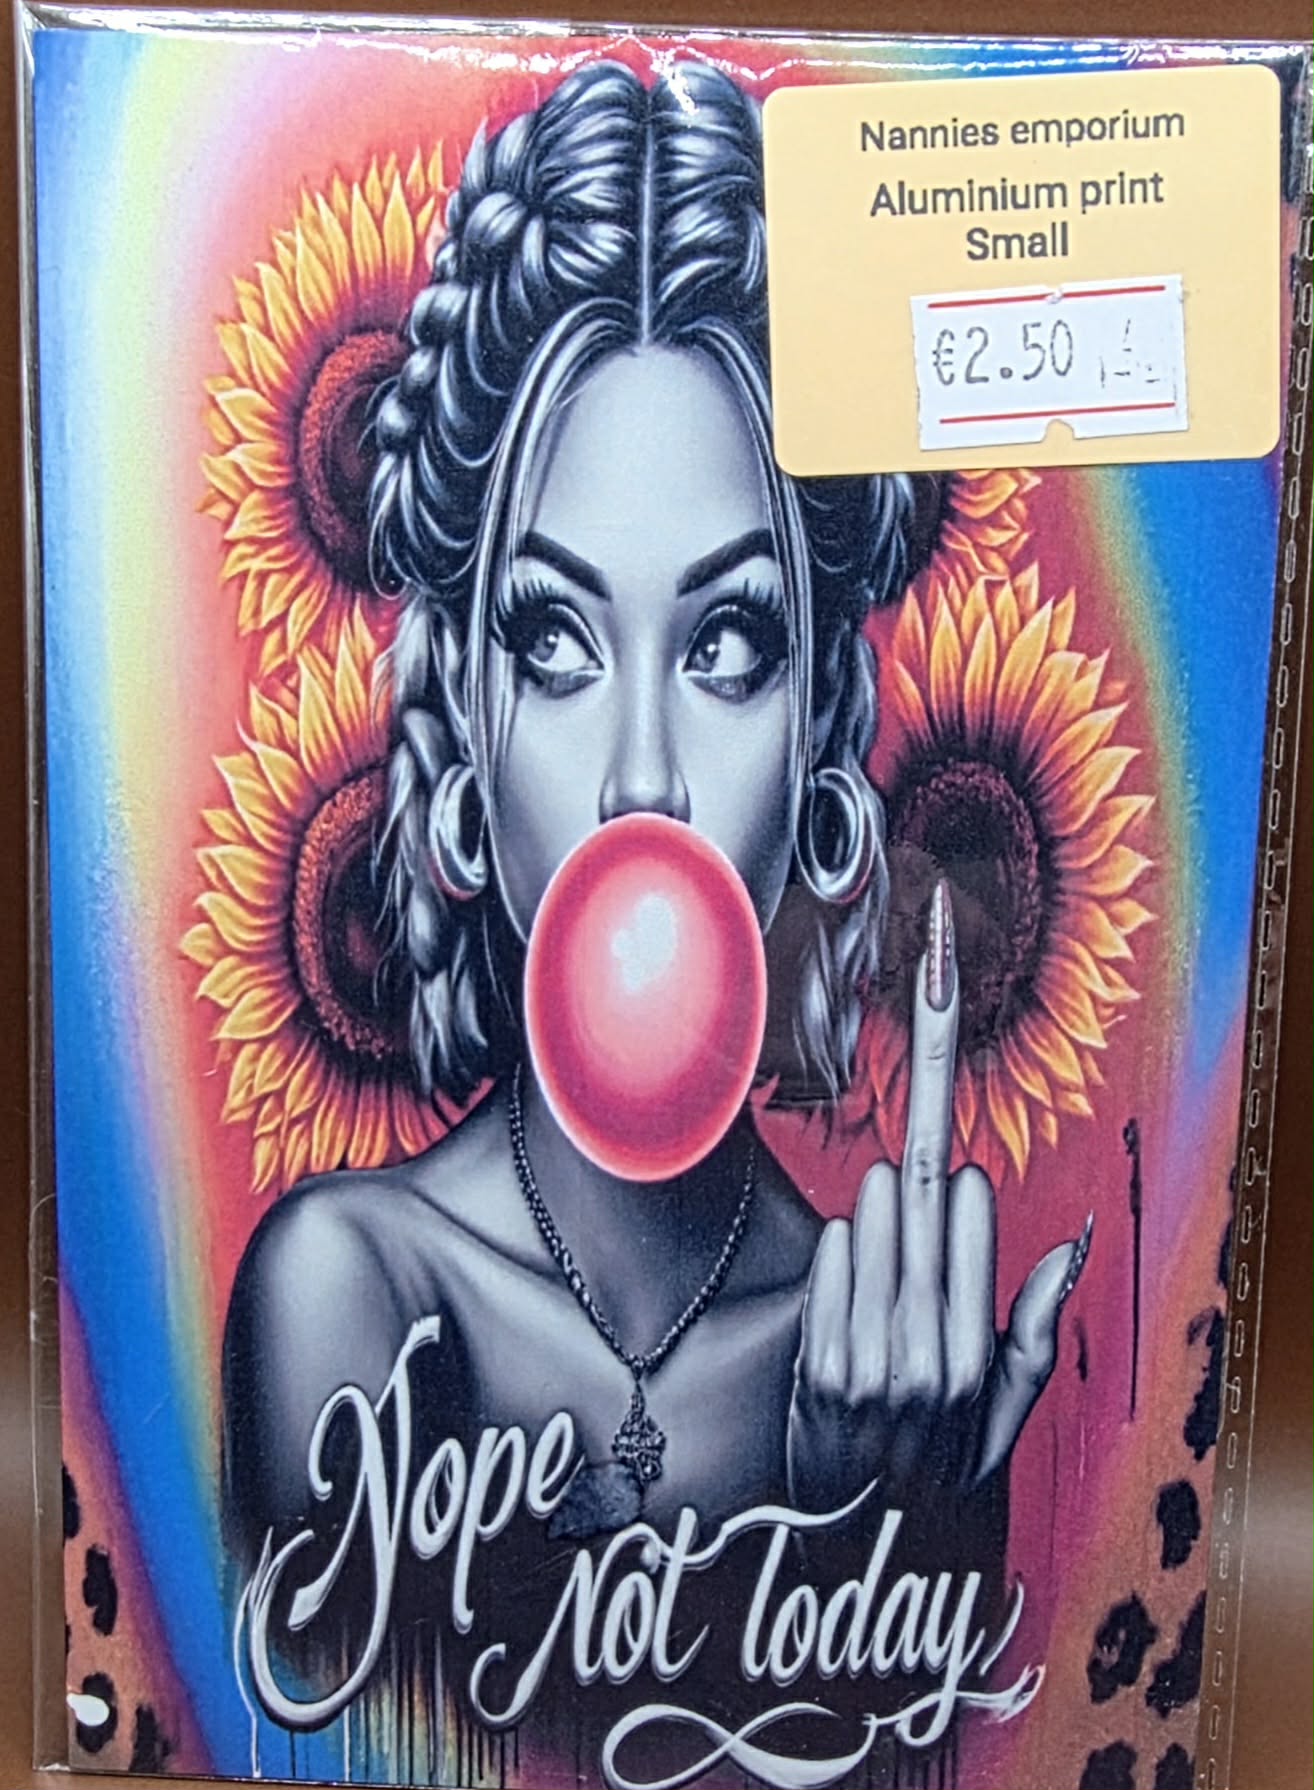 Nannies emporium
Aluminium print
Small
€2.50
Nope
Not Today